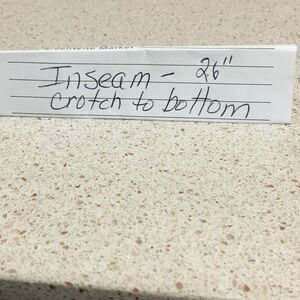 Inseam - 26"
crotch to bottom